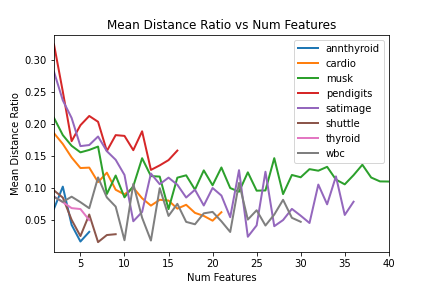 Mean Distance Ratio vs Num Features
Mean Distance Ratio
0.30
0.25
0.20
0.15
0.10
0.05
annthyroid
cardio
musk
pendigits
satimage
shuttle
thyroid
wbc
5
10
15
20
25
30
35
40
Num Features